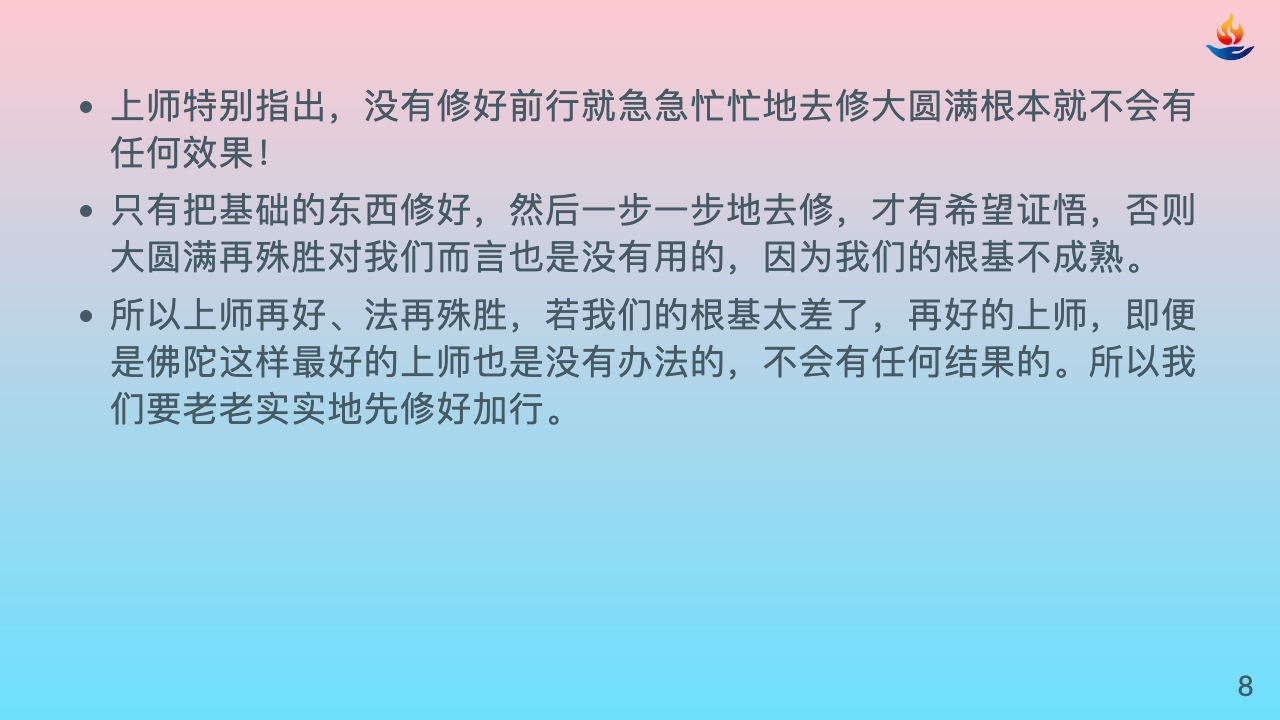 • 上师特别指出，没有修好前行就急急忙忙地去修大圆满根本就不会有
任何效果！
• 只有把基础的东西修好，然后一步一步地去修，才有希望证悟，否则
大圆满再殊胜对我们而言也是没有用的，因为我们的根基不成熟。
• 所以上师再好、法再殊胜，若我们的根基太差了，再好的上师，即便
是佛陀这样最好的上师也是没有办法的，不会有任何结果的。所以我
们要老老实实地先修好加行。
8